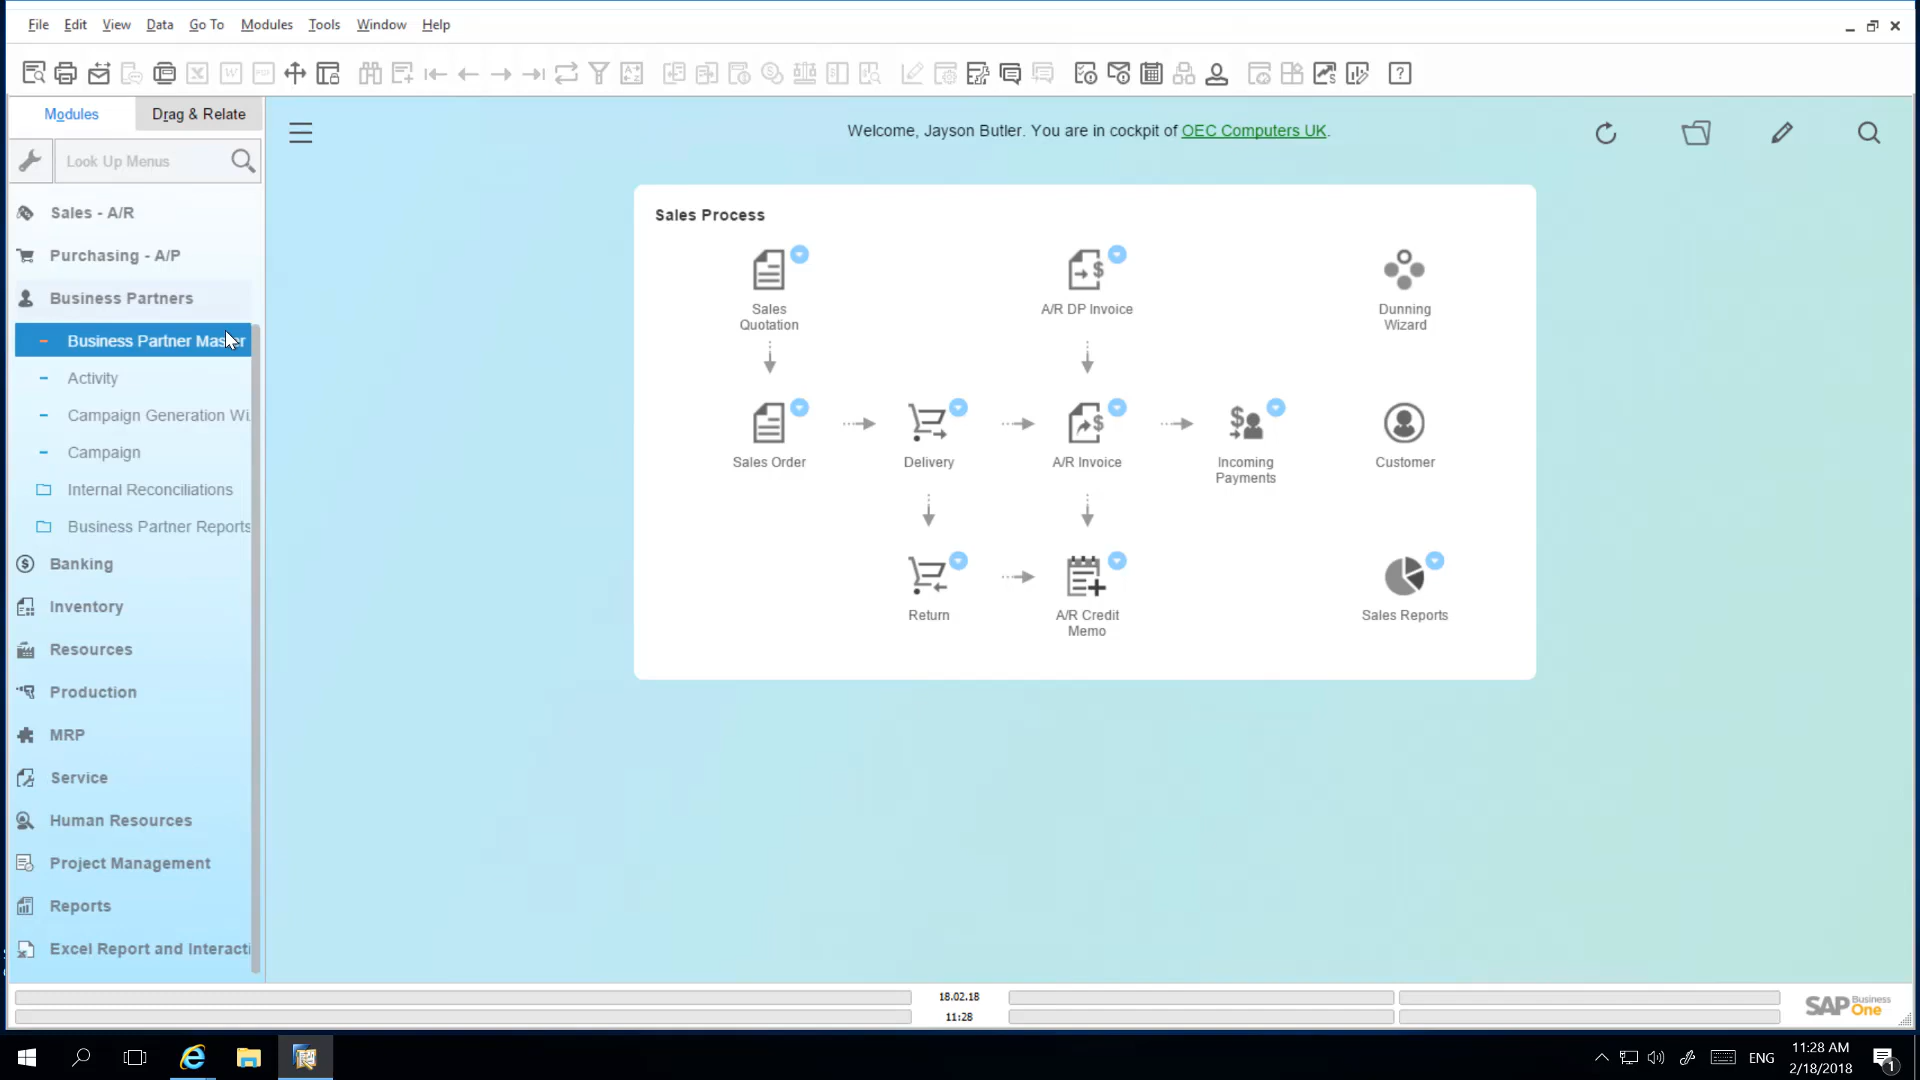 File Edit View Data Go To Modules Tools Window Help
Modules
Drag & Relate
Look Up Menus
Sales - A/R
Purchasing - A/P
Business Partners
Business Partner Master
Activity
Campaign Generation Wi
Campaign
Internal Reconciliations
Business Partner Reports
Banking
Inventory
Resources
Production
MRP
Service
Human Resources
Project Management
Reports
Excel Report and Interacti
Welcome, Jayson Butler. You are in cockpit of OEC Computers UK.
Sales Process
Sales
Quotation
A/R DP Invoice
Dunning
Wizard
Sales Order
Delivery
A/R Invoice
Incoming
Payments
Customer
Return
A/R Credit
Memo
Sales Reports
18.02.18
11:28
SAP Business One
ENG
11:28 AM
2/18/2018
1